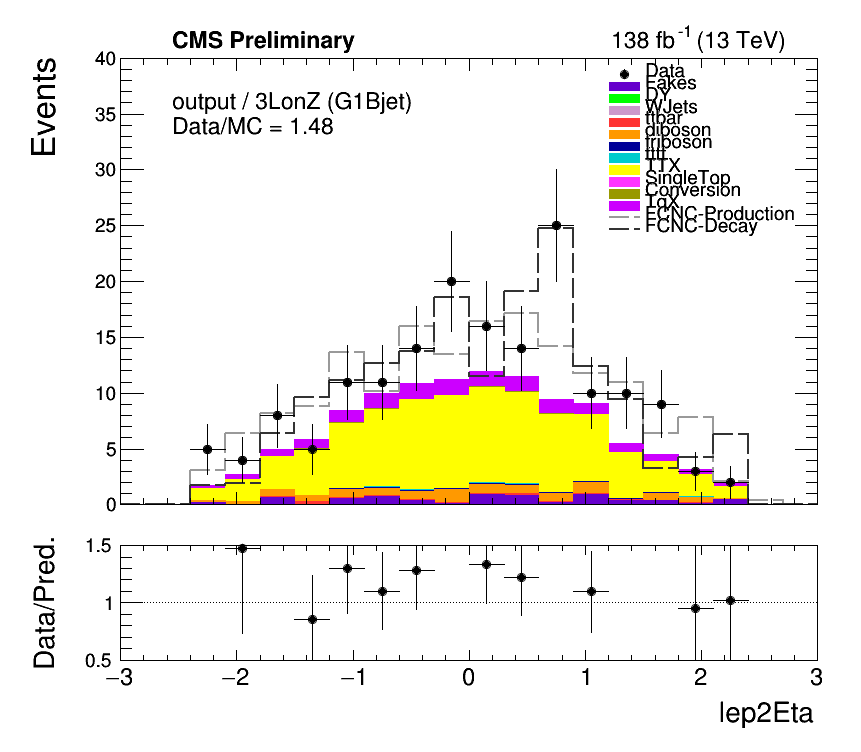 CMS Preliminary
138 fb⁻¹ (13 TeV)
Events
output / 3LonZ (G1Bjet)
Data/MC = 1.48
Data
Fakes
DY
WJets
ttbar
diboson
triboson
tttt
TTX
SingleTop
Conversion
TqX
FCNC-Production
FCNC-Decay
40
35
30
25
20
15
10
5
0
Data/Pred.
1.5
1
0.5
−3 −2 −1 0 1 2 3
lep2Eta